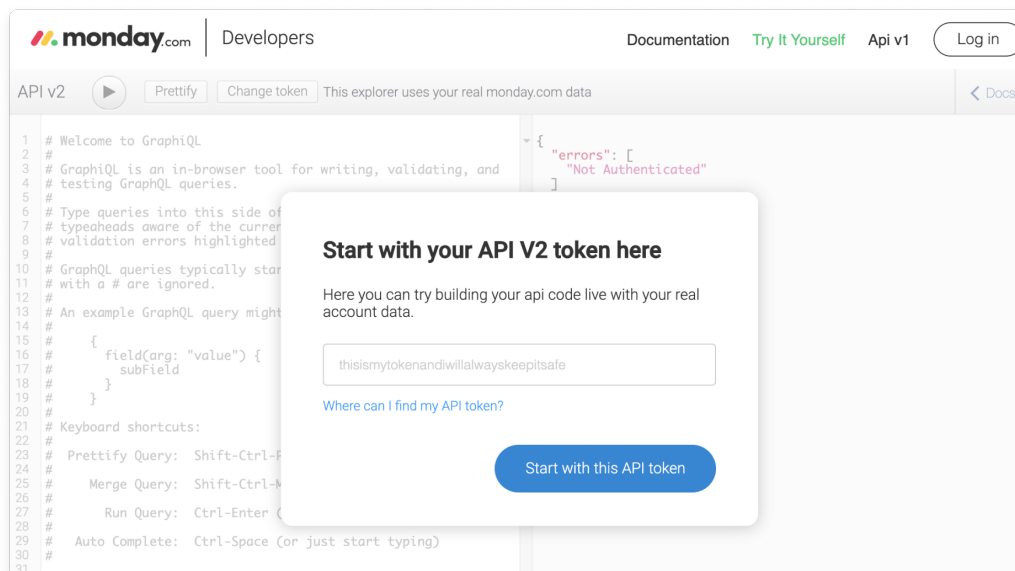 monday.com Developers Documentation Try It Yourself Api v1 Log in
API v2 Prettify Change token This explorer uses your real monday.com data Docs
1 # Welcome to GraphiQL
2 #
3 # GraphiQL is an in-browser tool for writing, validating, and
4 # testing GraphQL queries.
5 #
6 # Type queries into this side of
7 # typeaheads aware of the curren
8 # validation errors highlighted
9 #
10 # GraphQL queries typically star
11 # with a # are ignored.
12 #
13 # An example GraphQL query might
14 #
15 # {
16 # field(arg: "value") {
17 # subField
18 # }
19 # }
20 #
21 # Keyboard shortcuts:
22 #
23 # Prettify Query: Shift-Ctrl-P
24 #
25 # Merge Query: Shift-Ctrl-M
26 #
27 # Run Query: Ctrl-Enter (
28 #
29 # Auto Complete: Ctrl-Space (or just start typing)
30 #
31
{
"errors": [
"Not Authenticated"
]
Start with your API V2 token here
Here you can try building your api code live with your real
account data.
thisismytokenandiwillalwayskeepitsafe
Where can I find my API token?
Start with this API token